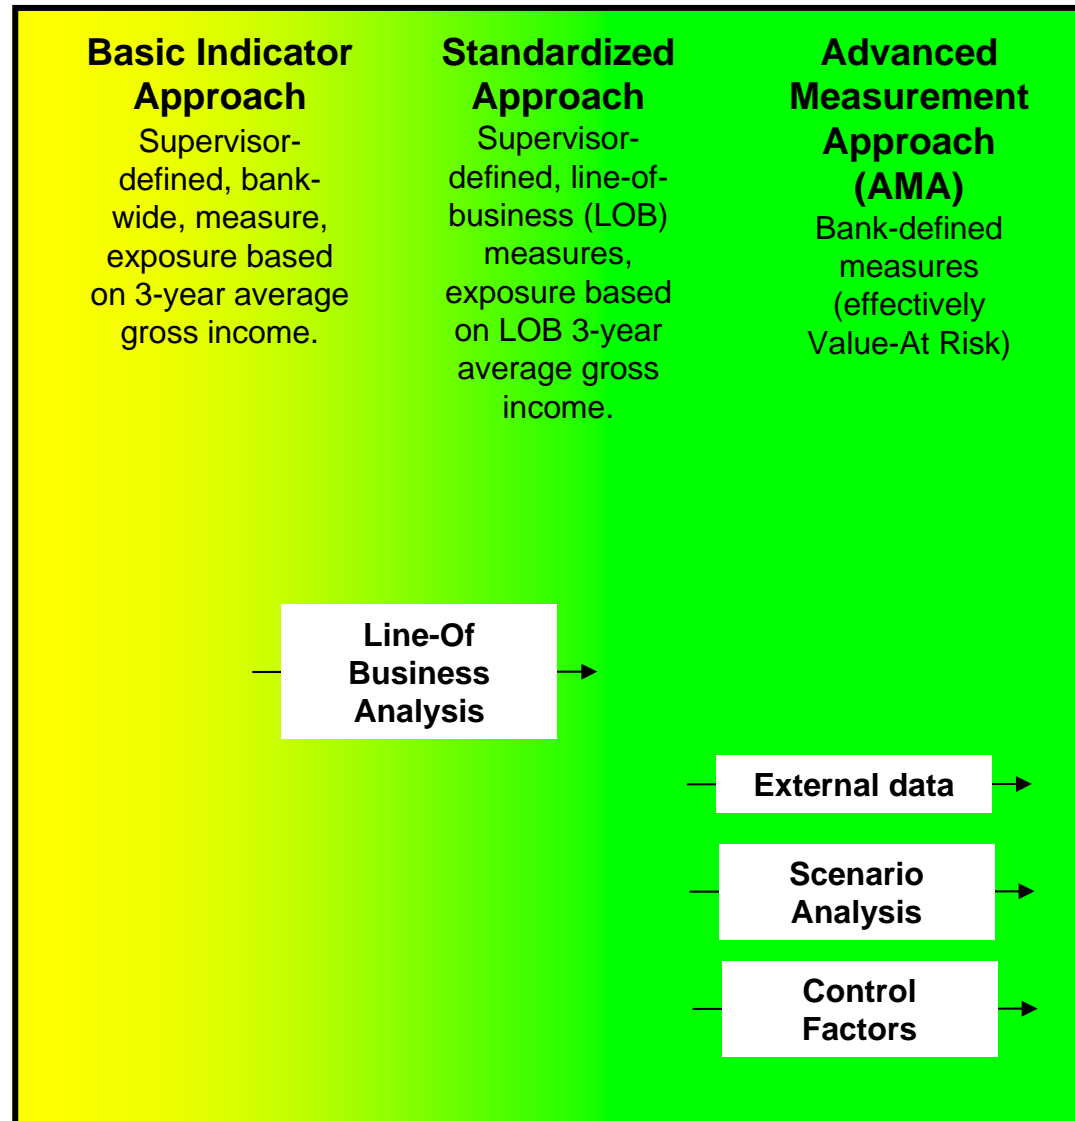 Basic Indicator
Approach
Supervisor-
defined, bank-
wide, measure,
exposure based
on 3-year average
gross income.
Standardized
Approach
Supervisor-
defined, line-of-
business (LOB)
measures,
exposure based
on LOB 3-year
average gross
income.
Advanced
Measurement
Approach
(AMA)
Bank-defined
measures
(effectively
Value-At Risk)
Line-Of
Business
Analysis
External data
Scenario
Analysis
Control
Factors